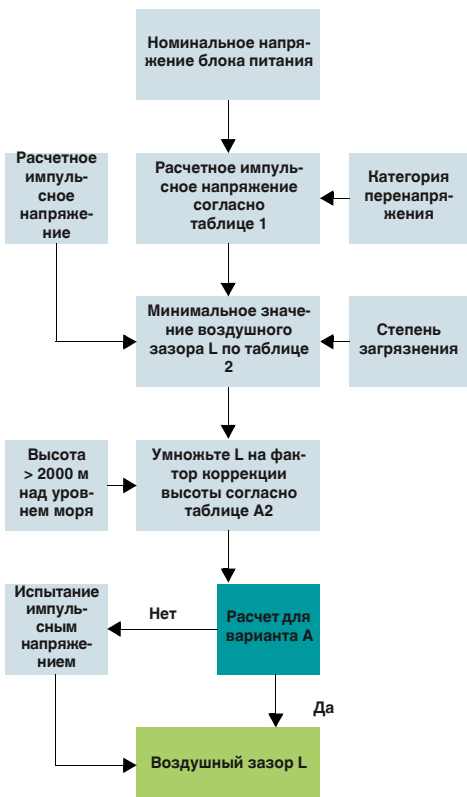 Номинальное напря-
жение блока питания
Расчетное
импуль-
сное
напряже-
ние
Расчетное импуль-
сное напряжение
согласно
таблице 1
Категория
перенапря-
жения
Минимальное значе-
ние воздушного
зазора L по таблице
2
Степень
загрязнения
Высота
> 2000 м
над уров-
нем моря
Умножьте L на фак-
тор коррекции
высоты согласно
таблице А2
Испытание
импуль-
сным
напряже-
нием
Нет
Расчет для
варианта А
Да
Воздушный зазор L